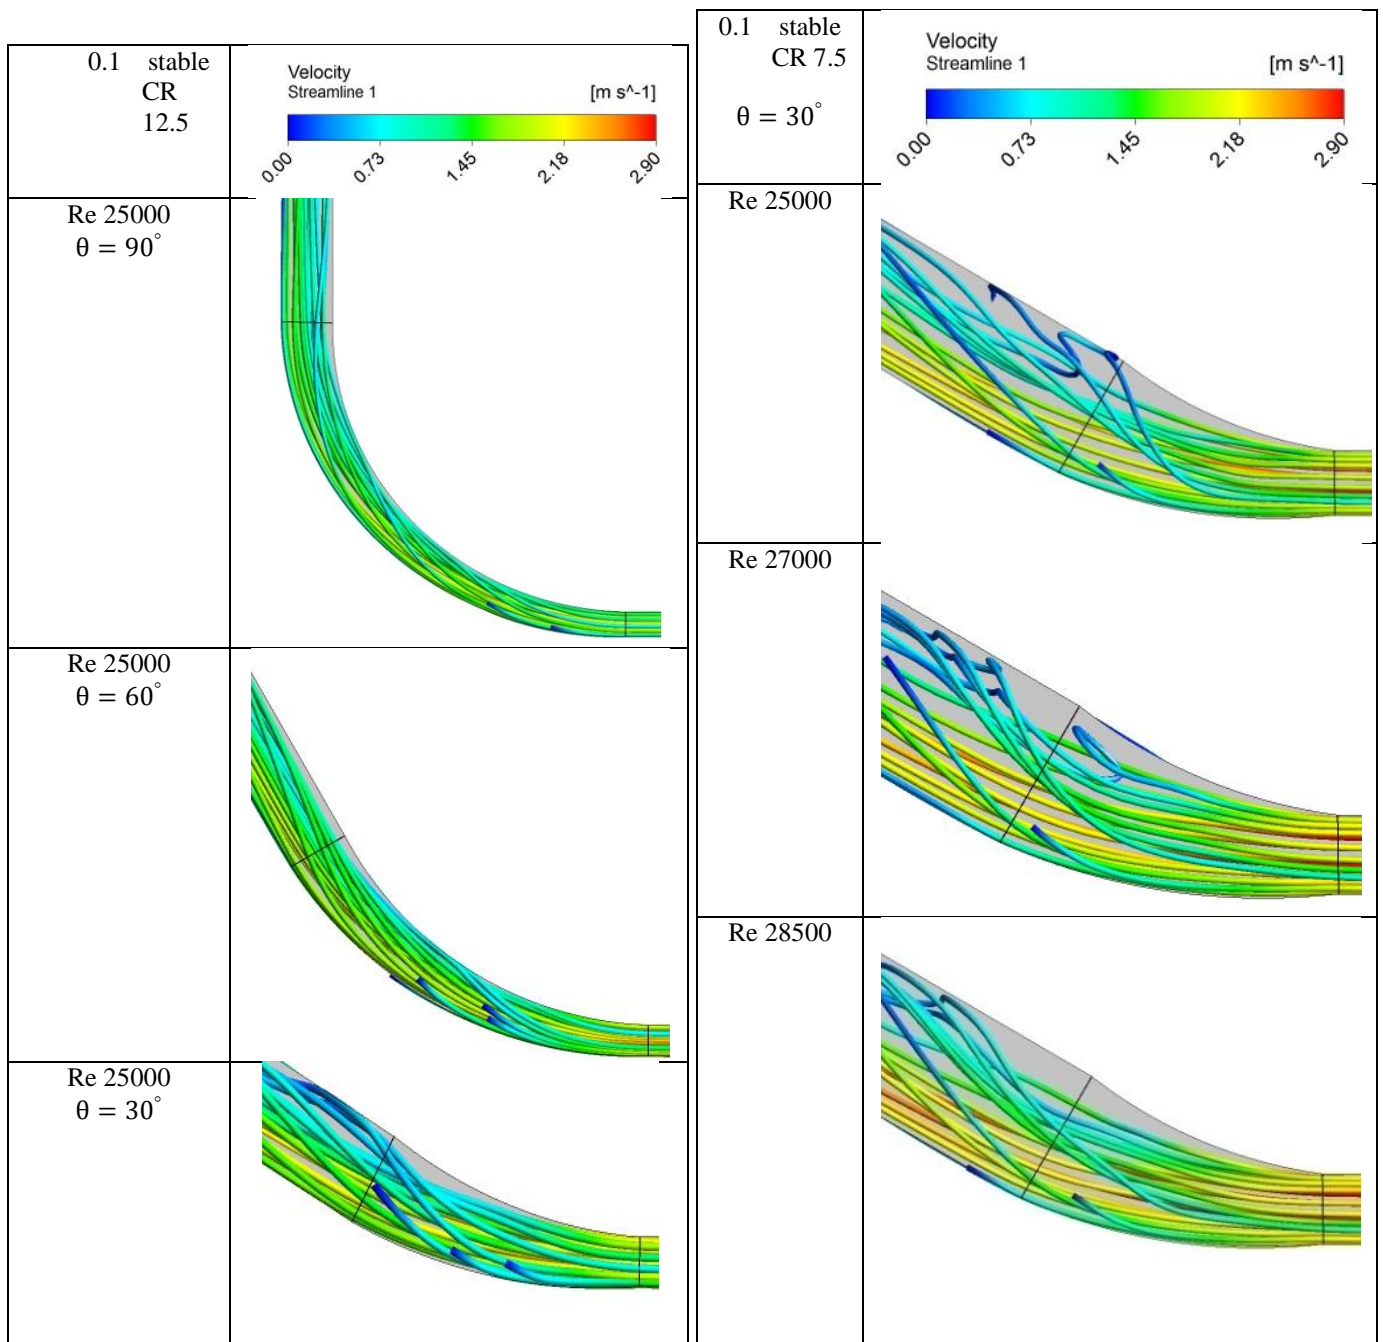 0.1 stable
CR
12.5
Velocity
Streamline 1
[m s^-1]
0.00
0.73
1.45
2.18
2.90
Re 25000
θ = 90°
Re 25000
θ = 60°
Re 25000
θ = 30°
0.1 stable
CR 7.5
θ = 30°
Velocity
Streamline 1
[m s^-1]
0.00
0.73
1.45
2.18
2.90
Re 25000
Re 27000
Re 28500